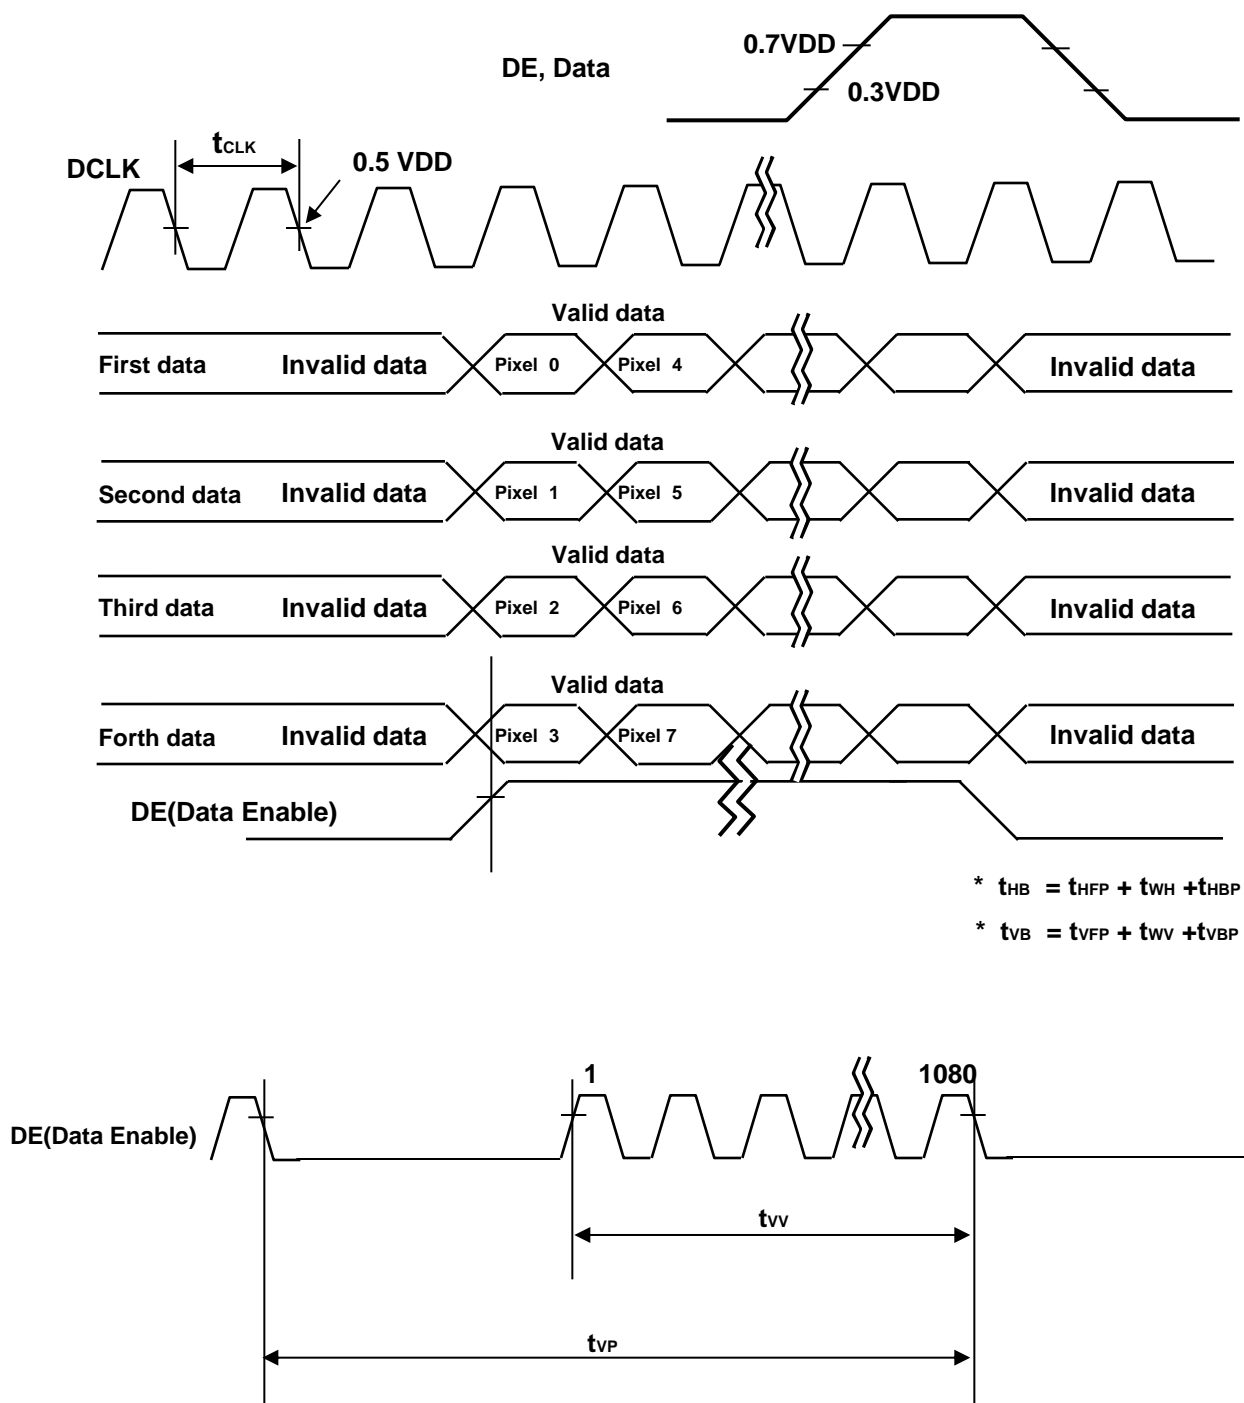 0.7VDD
DE, Data
0.3VDD
tCLK
DCLK
0.5 VDD
Valid data
First data Invalid data Pixel 0 Pixel 4 Invalid data
Valid data
Second data Invalid data Pixel 1 Pixel 5 Invalid data
Valid data
Third data Invalid data Pixel 2 Pixel 6 Invalid data
Valid data
Forth data Invalid data Pixel 3 Pixel 7 Invalid data
DE(Data Enable)
* tHB = tHFP + tWH +tHBP
* tVB = tVFP + tWV +tVBP
1 1080
DE(Data Enable)
tVV
tVP